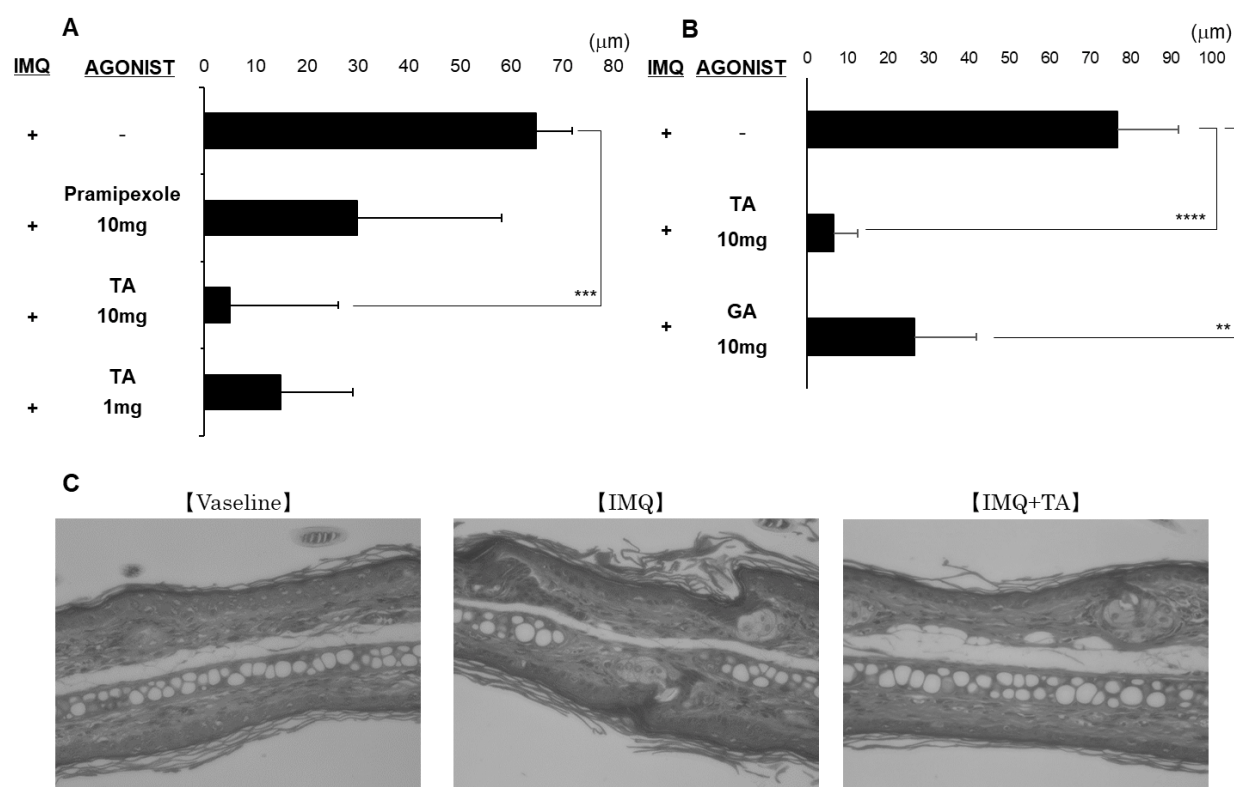 A
(μm)
IMQ AGONIST 0 10 20 30 40 50 60 70 80
+ -
Pramipexole
+ 10mg
TA
+ 10mg
***
TA
+ 1mg
B
(μm)
IMQ AGONIST 0 10 20 30 40 50 60 70 80 90 100
+ -
TA
+ 10mg
****
GA
+ 10mg
**
C
【Vaseline】 【IMQ】 【IMQ+TA】